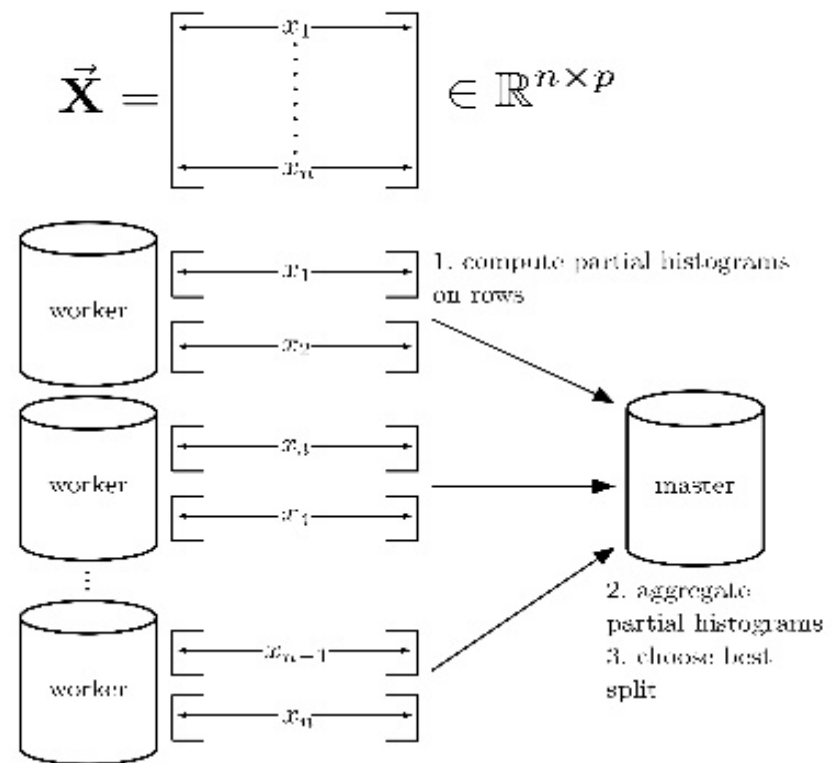 x₁
X⃗ = ∈ ℝⁿˣᵖ
xₙ
worker
x₁
x₂
1. compute partial histograms
on rows
worker
x₃
x₄
⋮
master
worker
xₙ₋₁
xₙ
2. aggregate
partial histograms
3. choose best
split